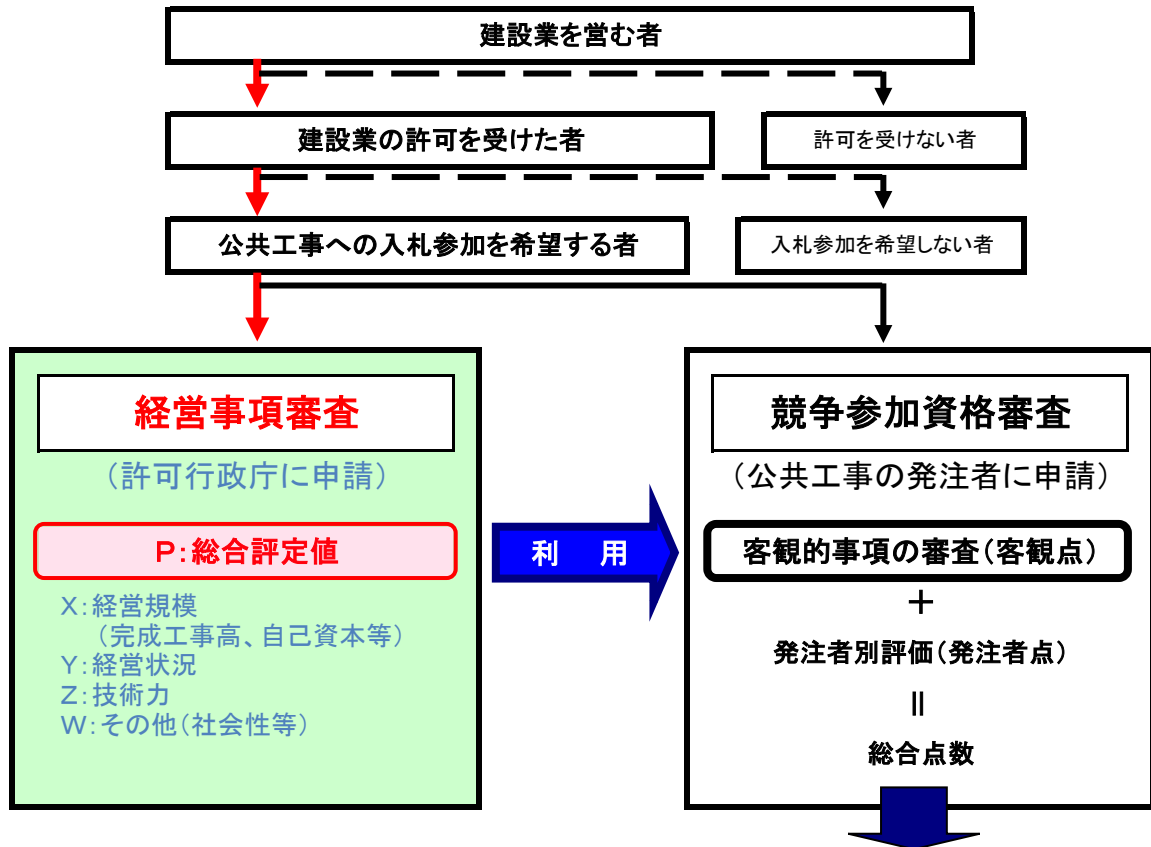 建設業を営む者
建設業の許可を受けた者
許可を受けない者
公共工事への入札参加を希望する者
入札参加を希望しない者
経営事項審査
（許可行政庁に申請）
P：総合評定値
X：経営規模
（完成工事高、自己資本等）
Y：経営状況
Z：技術力
W：その他（社会性等）
利　用
競争参加資格審査
（公共工事の発注者に申請）
客観的事項の審査（客観点）
＋
発注者別評価（発注者点）
＝
総合点数